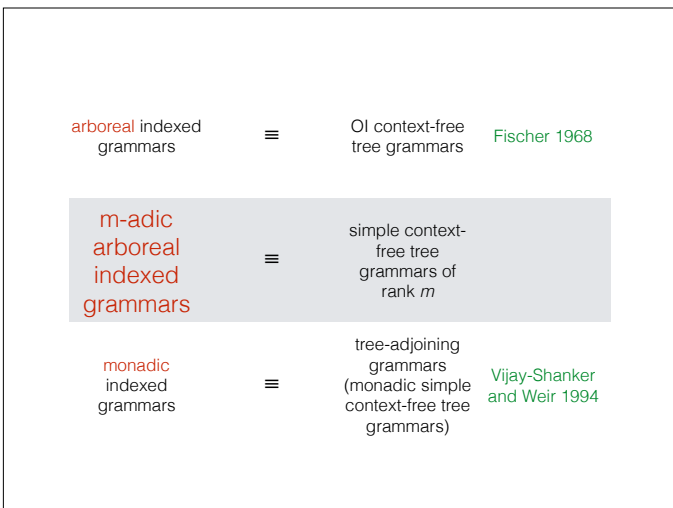 arboreal indexed
grammars
≡
OI context-free
tree grammars
Fischer 1968
m-adic
arboreal
indexed
grammars
≡
simple context-
free tree
grammars of
rank m
monadic
indexed
grammars
≡
tree-adjoining
grammars
(monadic simple
context-free tree
grammars)
Vijay-Shanker
and Weir 1994